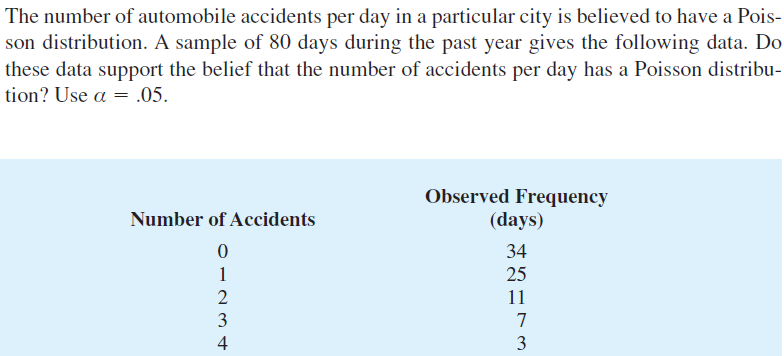 The number of automobile accidents per day in a particular city is believed to have a Pois-
son distribution. A sample of 80 days during the past year gives the following data. Do
these data support the belief that the number of accidents per day has a Poisson distribu-
tion? Use α = .05.
Observed Frequency
Number of Accidents (days)
0 34
1 25
2 11
3 7
4 3